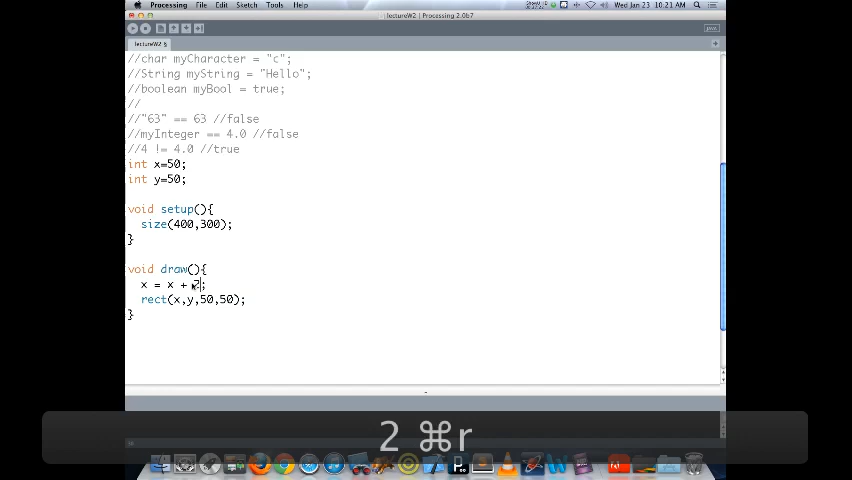 Processing File Edit Sketch Tools Help
Wed Jan 23 10:21 AM
lectureW2 | Processing 2.0b7
JAVA
lectureW2 §
//char myCharacter = "c";
//String myString = "Hello";
//boolean myBool = true;
//
//"63" == 63 //false
//myInteger == 4.0 //false
//4 != 4.0 //true
int x=50;
int y=50;
void setup(){
size(400,300);
}
void draw(){
x = x + 2;
rect(x,y,50,50);
}
2 ⌘r